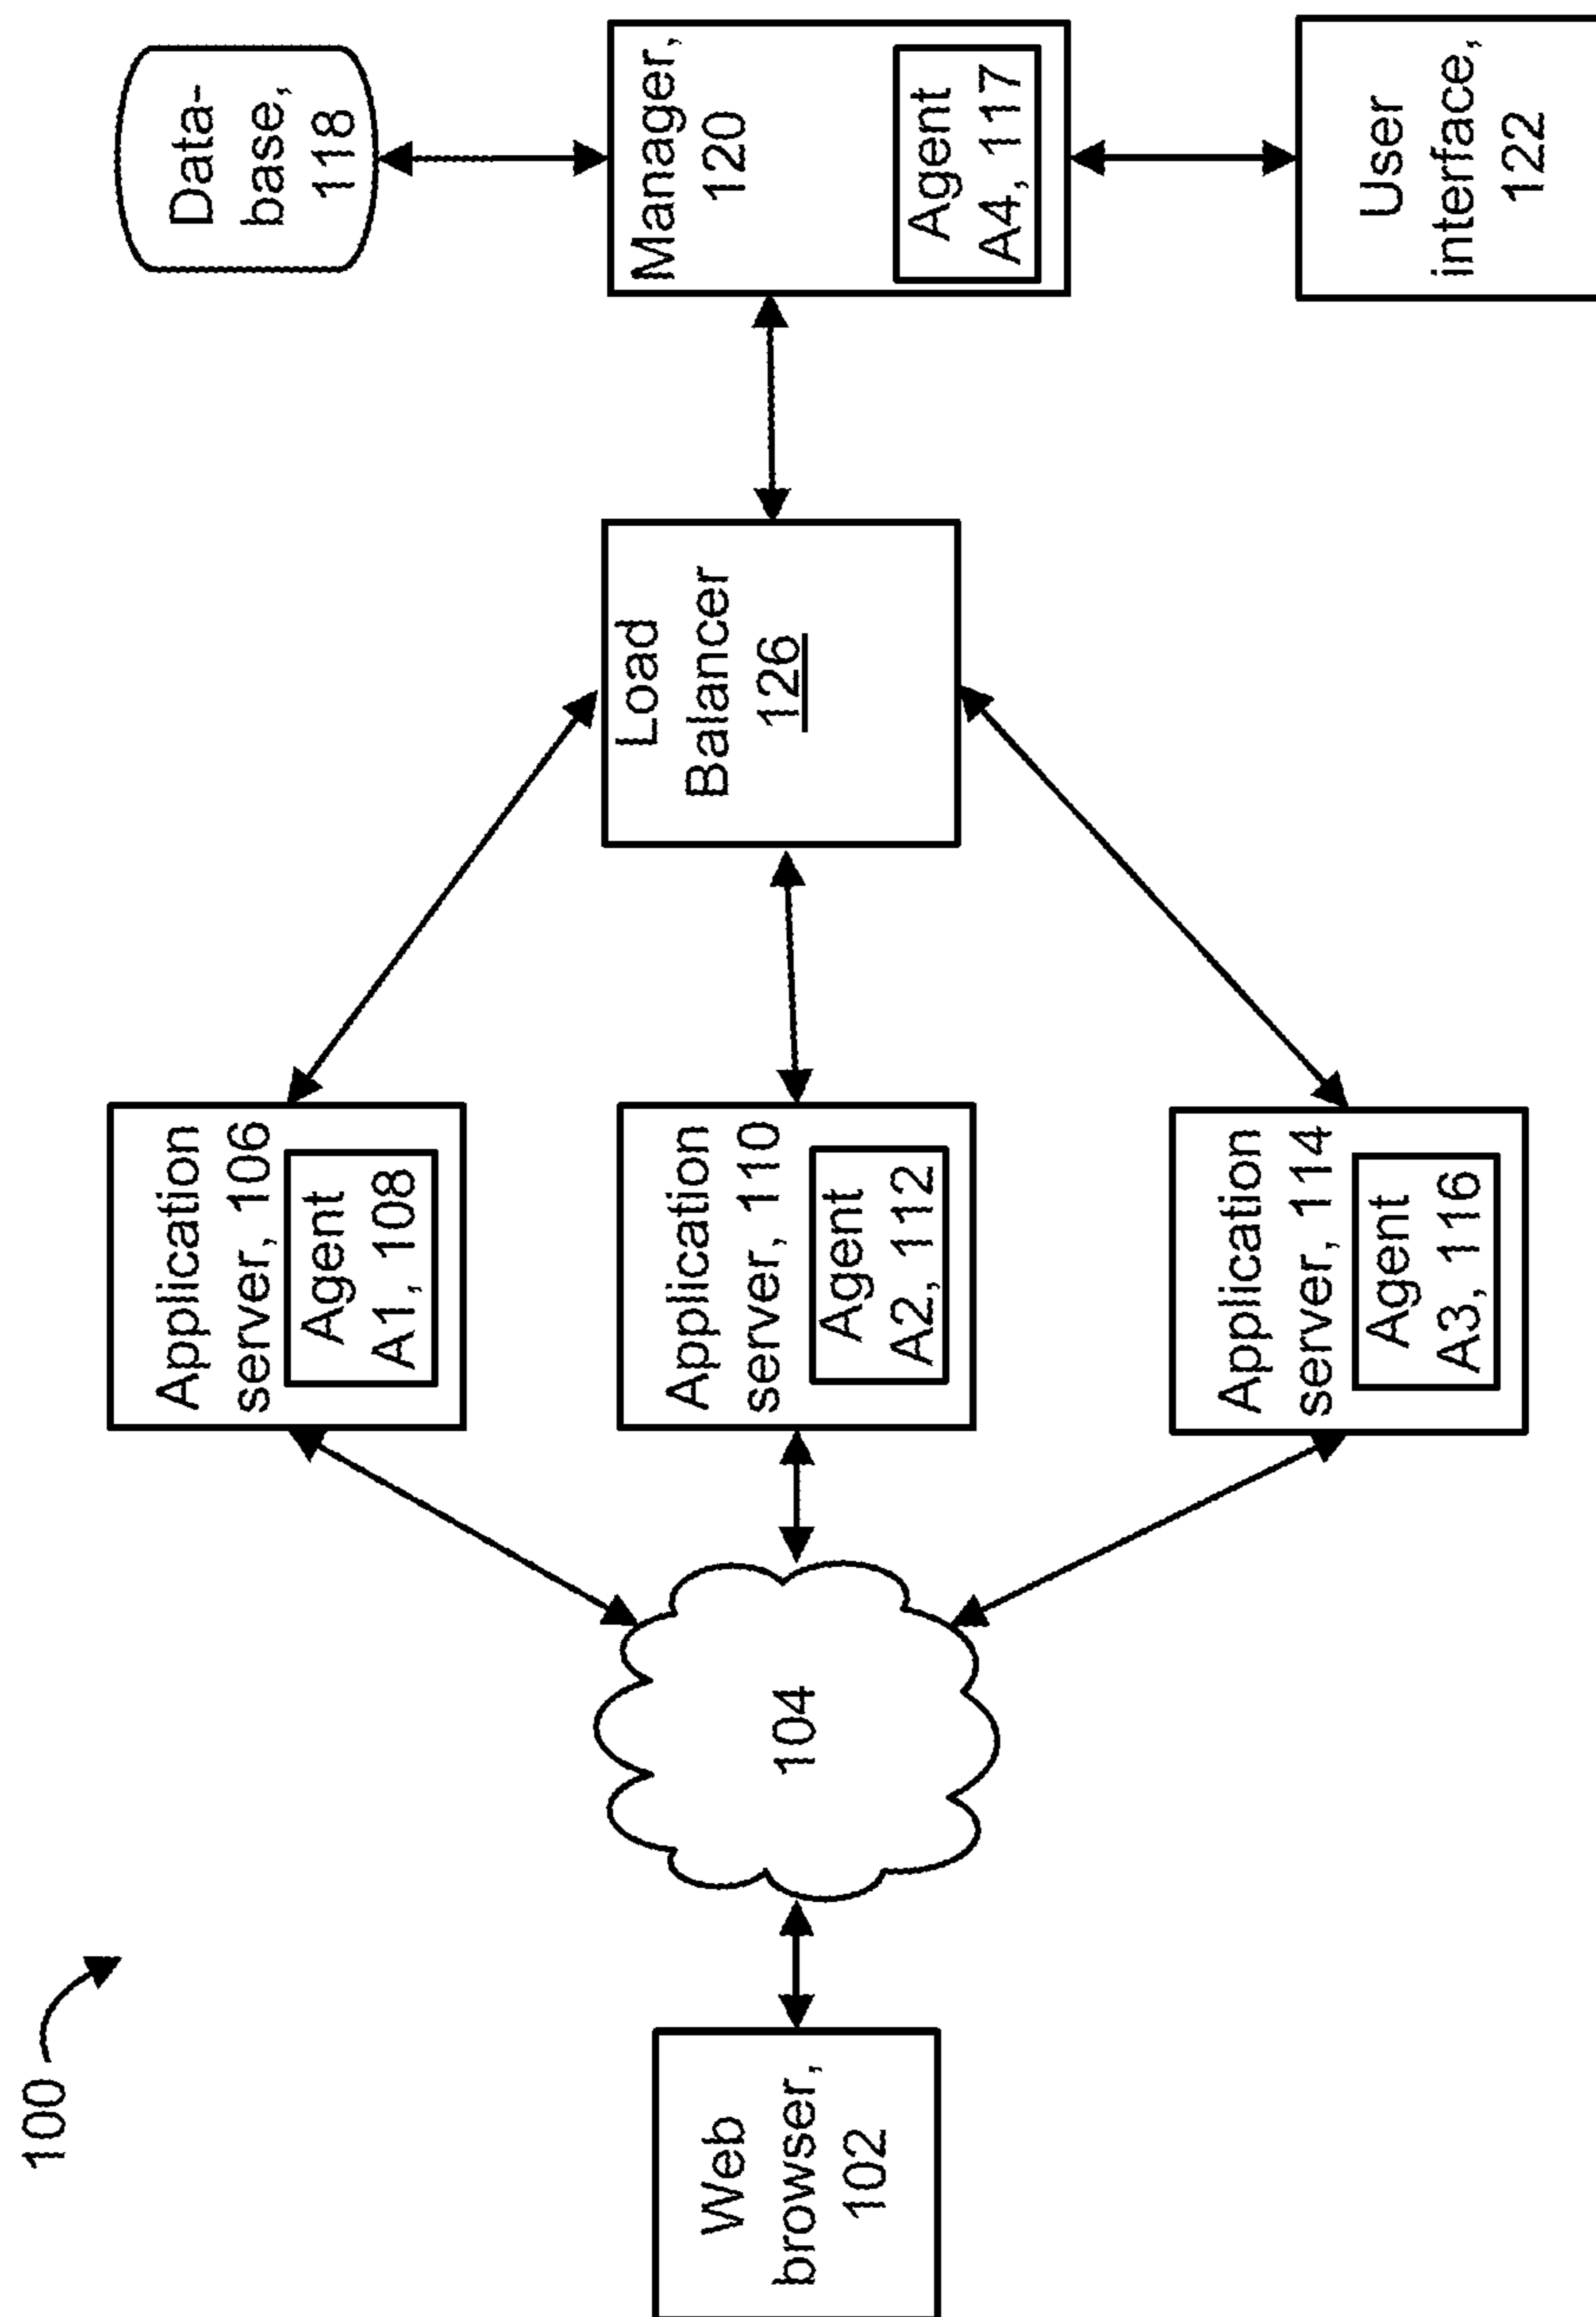 100
Web
browser,
102
104
Application
server, 106
Agent
A1, 108
Application
server, 110
Agent
A2, 112
Application
server, 114
Agent
A3, 116
Load
Balancer
126
Data-
base,
118
Manager,
120
Agent
A4, 117
User
interface,
122